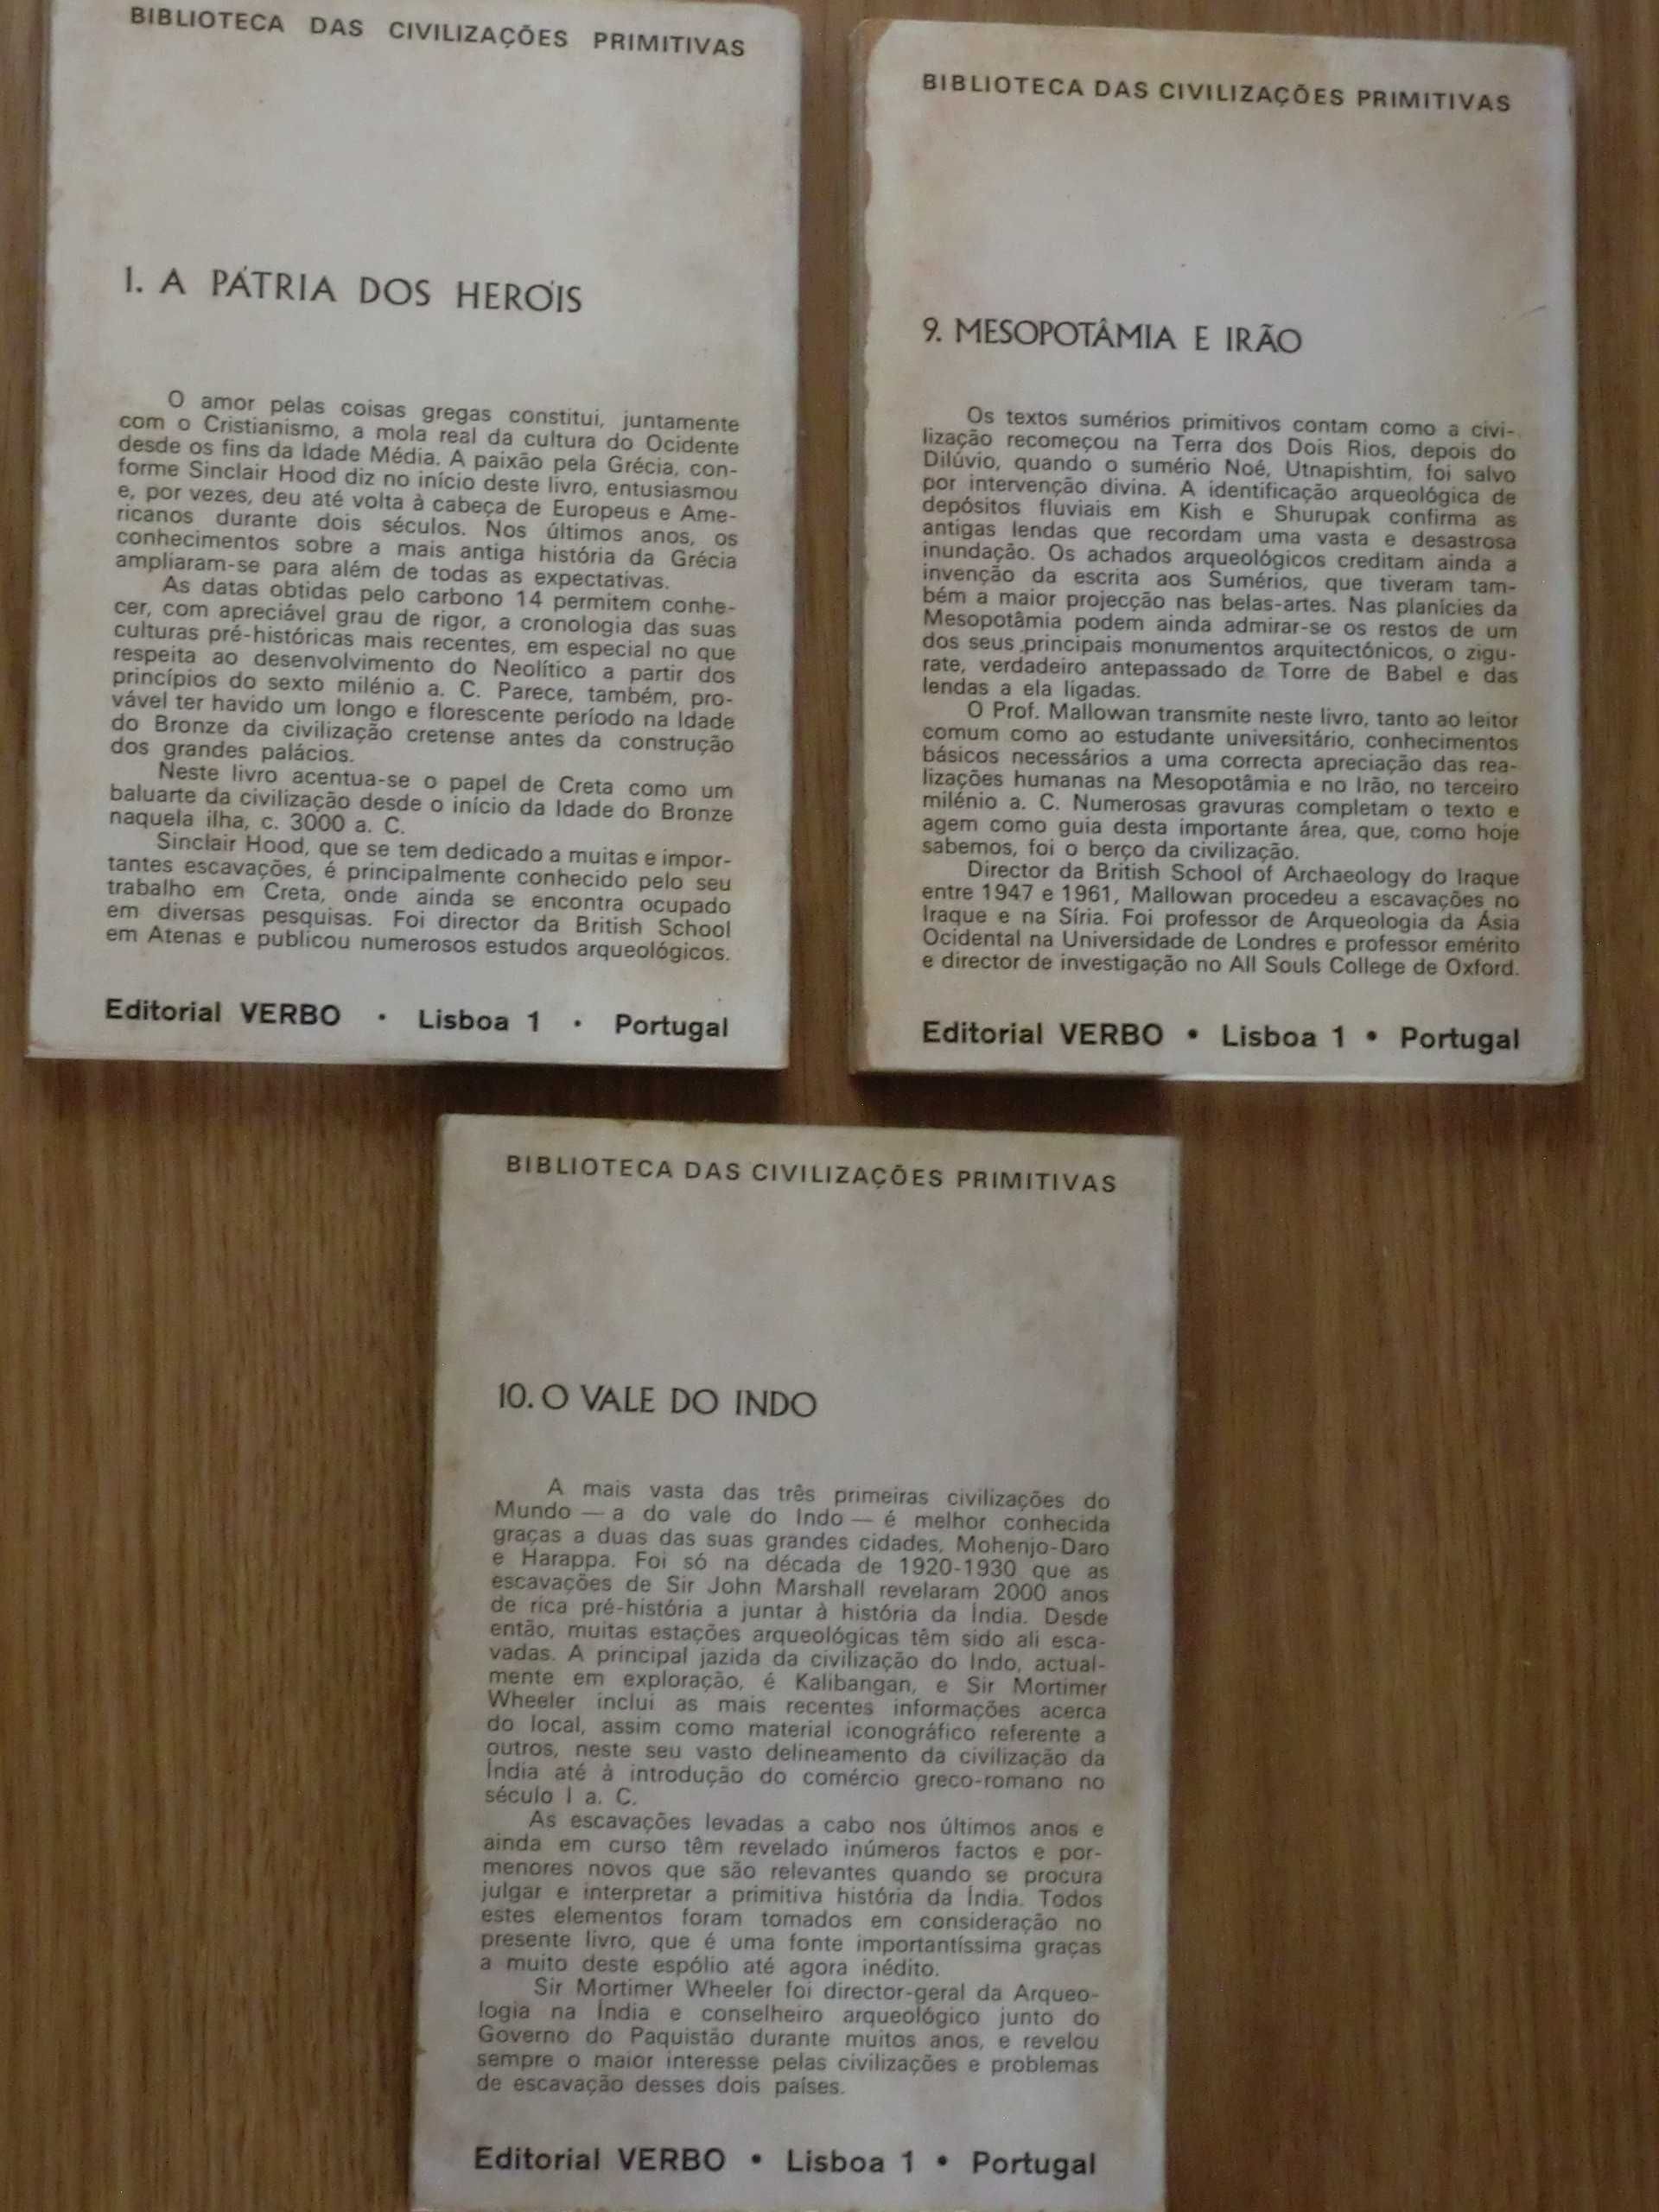 BIBLIOTECA DAS CIVILIZAÇÕES PRIMITIVAS
1. A PÁTRIA DOS HERÓIS
O amor pelas coisas gregas constitui, juntamente
com o Cristianismo, a mola real da cultura do Ocidente
desde os fins da Idade Média. A paixão pela Grécia, con-
forme Sinclair Hood diz no início deste livro, entusiasmou
e, por vezes, deu até volta à cabeça de Europeus e Ame-
ricanos durante dois séculos. Nos últimos anos, os
conhecimentos sobre a mais antiga história da Grécia
ampliaram-se para além de todas as expectativas.
As datas obtidas pelo carbono 14 permitem conhe-
cer, com apreciável grau de rigor, a cronologia das suas
culturas pré-históricas mais recentes, em especial no que
respeita ao desenvolvimento do Neolítico a partir dos
princípios do sexto milénio a. C. Parece, também, pro-
vável ter havido um longo e florescente período na Idade
do Bronze da civilização cretense antes da construção
dos grandes palácios.
Neste livro acentua-se o papel de Creta como um
baluarte da civilização desde o início da Idade do Bronze
naquela ilha, c. 3000 a. C.
Sinclair Hood, que se tem dedicado a muitas e impor-
tantes escavações, é principalmente conhecido pelo seu
trabalho em Creta, onde ainda se encontra ocupado
em diversas pesquisas. Foi director da British School
em Atenas e publicou numerosos estudos arqueológicos.
Editorial VERBO • Lisboa 1 • Portugal
BIBLIOTECA DAS CIVILIZAÇÕES PRIMITIVAS
9. MESOPOTÂMIA E IRÃO
Os textos sumérios primitivos contam como a civi-
lização recomeçou na Terra dos Dois Rios, depois do
Dilúvio, quando o sumério Noé, Utnapishtim, foi salvo
por intervenção divina. A identificação arqueológica de
depósitos fluviais em Kish e Shurupak confirma as
antigas lendas que recordam uma vasta e desastrosa
inundação. Os achados arqueológicos creditam ainda a
invenção da escrita aos Sumérios, que tiveram tam-
bém a maior projecção nas belas-artes. Nas planícies da
Mesopotâmia podem ainda admirar-se os restos de um
dos seus principais monumentos arquitectónicos, o zigu-
rate, verdadeiro antepassado da Torre de Babel e das
lendas a ela ligadas.
O Prof. Mallowan transmite neste livro, tanto ao leitor
comum como ao estudante universitário, conhecimentos
básicos necessários a uma correcta apreciação das rea-
lizações humanas na Mesopotâmia e no Irão, no terceiro
milénio a. C. Numerosas gravuras completam o texto e
agem como guia desta importante área, que, como hoje
sabemos, foi o berço da civilização.
Director da British School of Archaeology do Iraque
entre 1947 e 1961, Mallowan procedeu a escavações no
Iraque e na Síria. Foi professor de Arqueologia da Ásia
Ocidental na Universidade de Londres e professor emérito
e director de investigação no All Souls College de Oxford.
Editorial VERBO • Lisboa 1 • Portugal
BIBLIOTECA DAS CIVILIZAÇÕES PRIMITIVAS
10. O VALE DO INDO
A mais vasta das três primeiras civilizações do
Mundo — a do vale do Indo — é melhor conhecida
graças a duas das suas grandes cidades, Mohenjo-Daro
e Harappa. Foi só na década de 1920-1930 que as
escavações de Sir John Marshall revelaram 2000 anos
de rica pré-história a juntar à história da Índia. Desde
então, muitas estações arqueológicas têm sido ali esca-
vadas. A principal jazida da civilização do Indo, actual-
mente em exploração, é Kalibangan, e Sir Mortimer
Wheeler inclui as mais recentes informações acerca
do local, assim como material iconográfico referente a
outros, neste seu vasto delineamento da civilização da
Índia até à introdução do comércio greco-romano no
século I a. C.
As escavações levadas a cabo nos últimos anos e
ainda em curso têm revelado inúmeros factos e por-
menores novos que são relevantes quando se procura
julgar e interpretar a primitiva história da Índia. Todos
estes elementos foram tomados em consideração no
presente livro, que é uma fonte importantíssima graças
a muito deste espólio até agora inédito.
Sir Mortimer Wheeler foi director-geral da Arqueo-
logia na Índia e conselheiro arqueológico junto do
Governo do Paquistão durante muitos anos, e revelou
sempre o maior interesse pelas civilizações e problemas
de escavação desses dois países.
Editorial VERBO • Lisboa 1 • Portugal